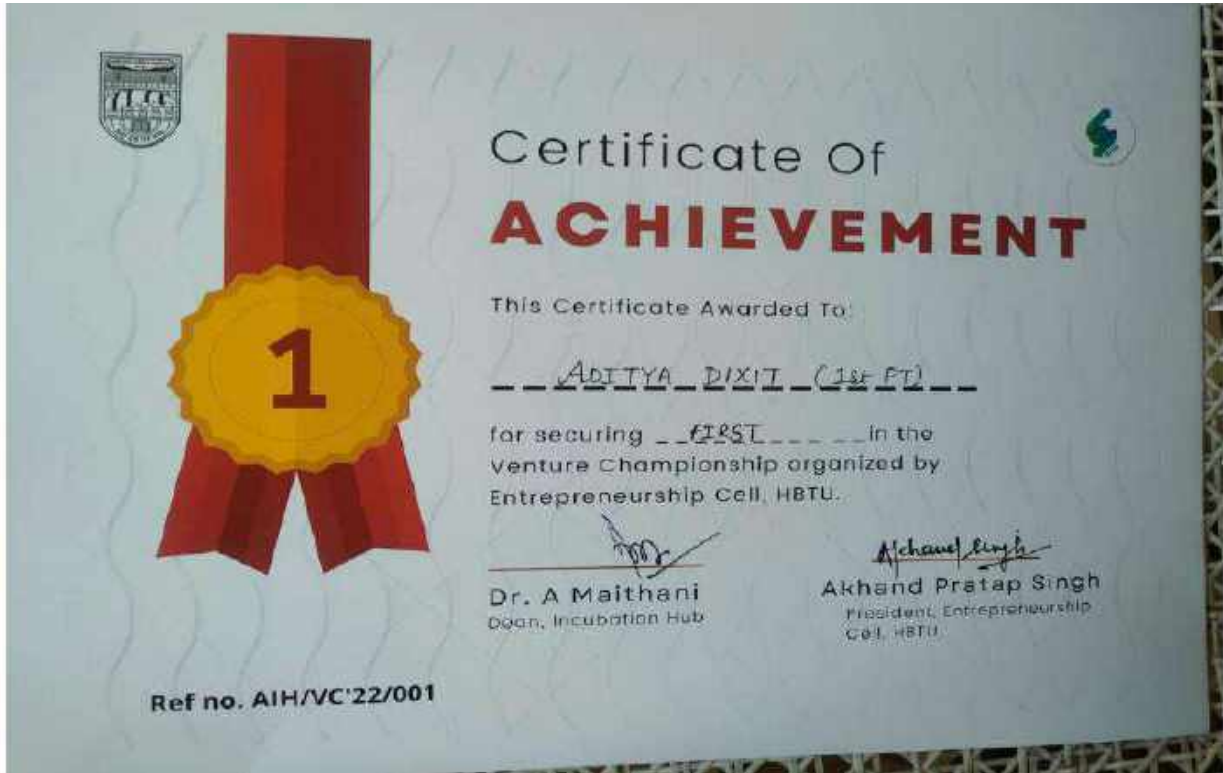 Certificate Of
ACHIEVEMENT
This Certificate Awarded To:
ADITYA DIXIT (1st PT)
for securing FIRST in the
Venture Championship organized by
Entrepreneurship Cell, HBTU.
Dr. A Maithani
Dean, Incubation Hub
Akhand Pratap Singh
President, Entrepreneurship
Cell, HBTU
1
Ref no. AIH/VC'22/001